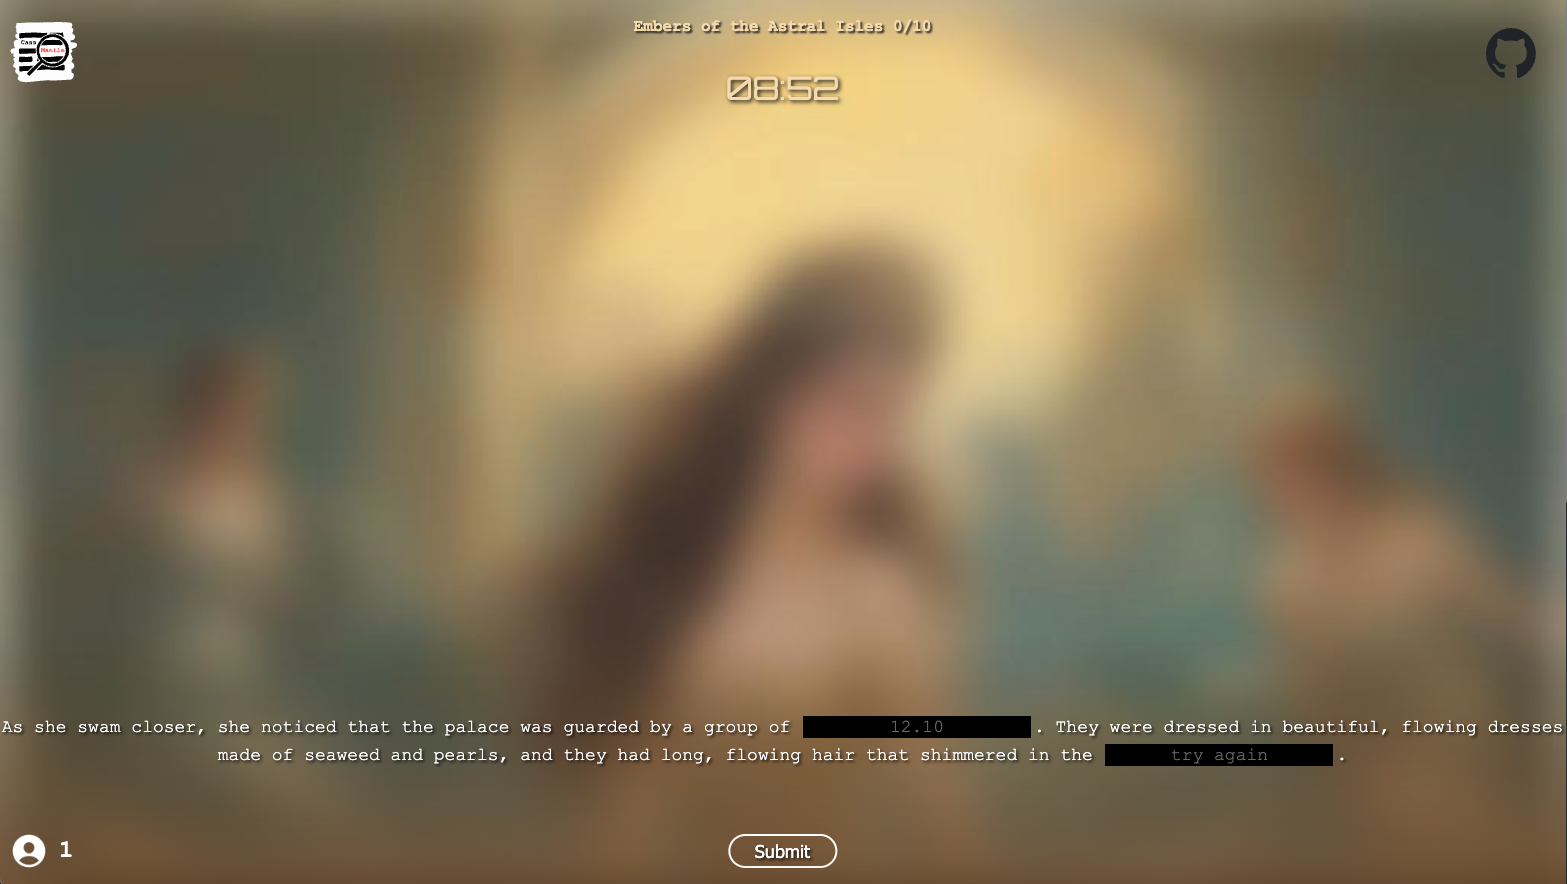 Embers of the Astral Isles 0/10
Cass
Mantle
08:52
As she swam closer, she noticed that the palace was guarded by a group of 12.10 . They were dressed in beautiful, flowing dresses
made of seaweed and pearls, and they had long, flowing hair that shimmered in the try again .
1
Submit